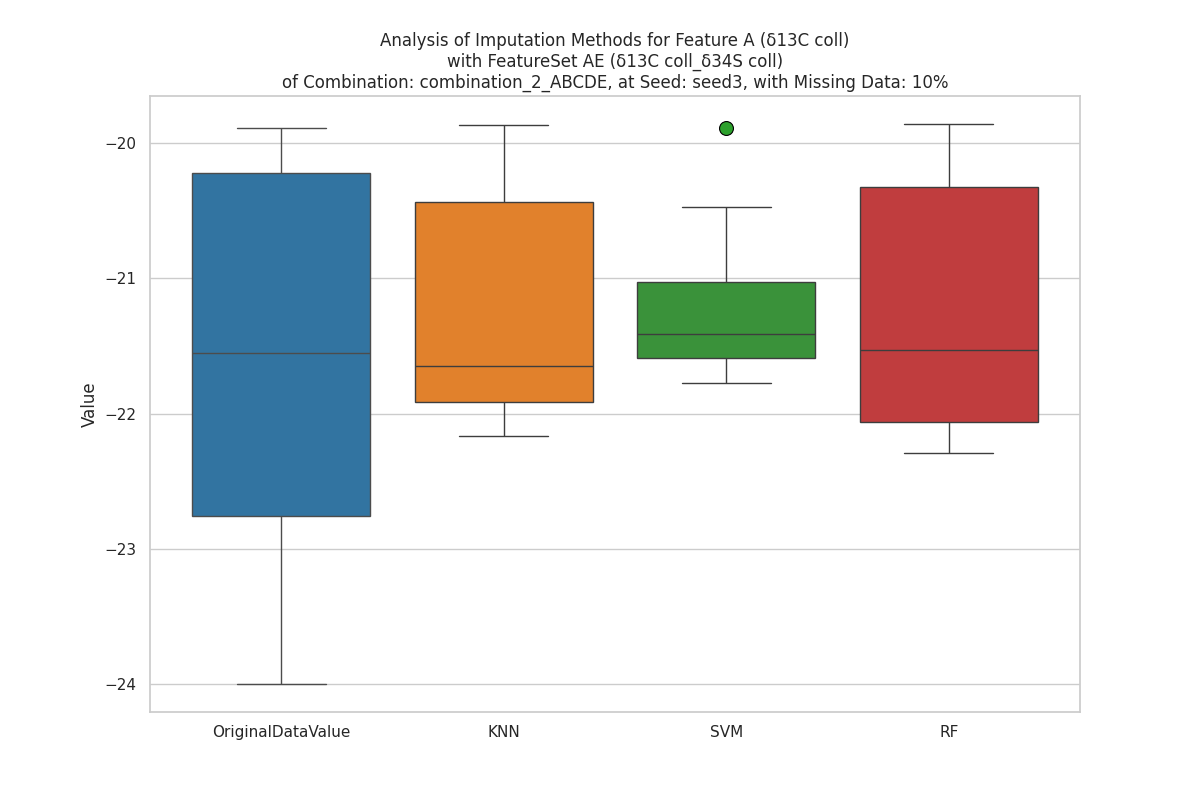 Analysis of Imputation Methods for Feature A (δ13C coll)
with FeatureSet AE (δ13C coll_δ34S coll)
of Combination: combination_2_ABCDE, at Seed: seed3, with Missing Data: 10%
Value
−20
−21
−22
−23
−24
OriginalDataValue
KNN
SVM
RF